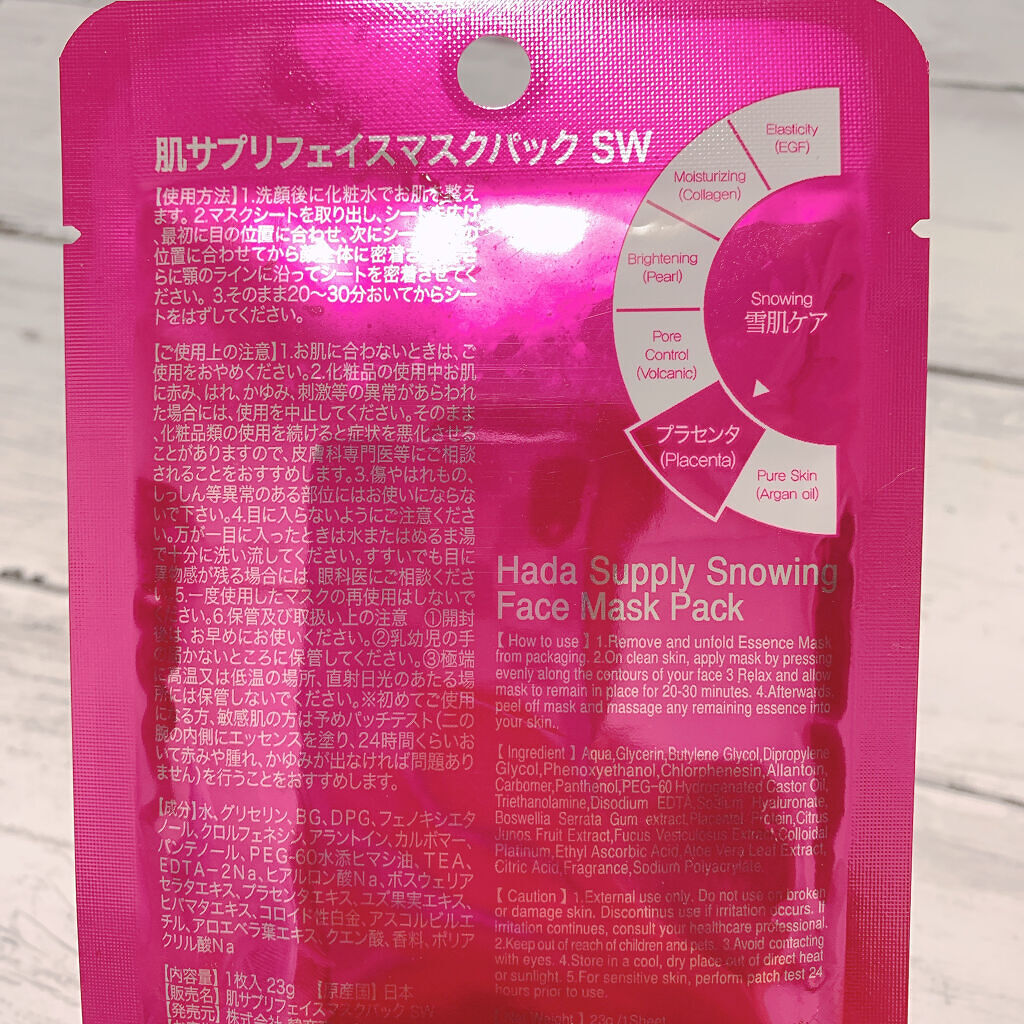 肌サプリフェイスマスクパック SW
【使用方法】1.洗顔後に化粧水でお肌を整え
ます。2.マスクシートを取り出し、シートを広げ
、最初に目の位置に合わせ、次にシー
位置に合わせてから 全体に密着
らに顎のラインに沿ってシートを密着させてく
ださい。3.そのまま20〜30分おいてからシー
トをはずしてください。
【ご使用上の注意】1.お肌に合わないときは、ご
使用をおやめください。2.化粧品の使用中お肌
に赤み、はれ、かゆみ、刺激等の異常があらわれ
た場合には、使用を中止してください。そのまま
、化粧品類の使用を続けると症状を悪化させる
ことがありますので、皮膚科専門医等にご相談
されることをおすすめします。3.傷やはれもの、
しっしん等異常のある部位にはお使いにならな
いで下さい。4.目に入らないようにご注意くださ
い。万が一目に入ったときは水またはぬるま湯
で十分に洗い流してください。すすいでも目に
異物感が残る場合には、眼科医にご相談くださ
い。5.一度使用したマスクの再使用はしないで
ください。6.保管及び取扱い上の注意 ①開封
後は、お早めにお使いください。②乳幼児の手
の届かないところに保管してください。③極端
に高温又は低温の場所、直射日光のあたる場
所には保管しないでください。※初めてご使用
になる方、敏感肌の方は予めパッチテスト(二の
腕の内側にエッセンスを塗り、24時間くらいお
いて赤みや腫れ、かゆみが出なければ問題あり
ません)を行うことをおすすめします。
【成分】水、グリセリン、BG、DPG、フェノキシエタ
ノール、クロルフェネシン、アラントイン、カルボマー、
パンテノール、PEG-60水添ヒマシ油、TEA、
EDTA-2Na、ヒアルロン酸Na、ボスウェリア
セラタエキス、プラセンタエキス、ユズ果実エキス、
ヒバマタエキス、コロイド性白金、アスコルビルエ
チル、アロエベラ葉エキス、クエン酸、香料、ポリア
クリル酸Na
【内容量】1枚入 23g 【原産国】日本
【販売名】肌サプリフェイスマスクパック SW
【発売元】株式会社
Elasticity
(EGF)
Moisturizing
(Collagen)
Brightening
(Pearl)
Pore
Control
(Volcanic)
プラセンタ
(Placenta)
Pure Skin
(Argan oil)
Snowing
雪肌ケア
Hada Supply Snowing
Face Mask Pack
【 How to use 】1.Remove and unfold Essence Mask
from packaging. 2.On clean skin, apply mask by pressing
evenly along the contours of your face 3 Relax and allow
mask to remain in place for 20-30 minutes. 4.Afterwards,
peel off mask and massage any remaining essence into
your skin.
【 Ingredient 】Aqua,Glycerin,Butylene Glycol,Dipropylene
Glycol,Phenoxyethanol,Chlorphenesin,Allantoin,
Carbomer,Panthenol,PEG-60 Hydrogenated Castor Oil,
Triethanolamine,Disodium EDTA,Sodium Hyaluronate,
Boswellia Serrata Gum extract,Placental Protein,Citrus
Junos Fruit Extract,Fucus Vesiculosus Extract,Colloidal
Platinum,Ethyl Ascorbic Acid,Aloe Vera Leaf Extract,
Citric Acid,Fragrance,Sodium Polyacrylate.
【 Caution 】1.External use only. Do not use on broken
or damage skin. Discontinus use if irritation occurs. If
irritation continues, consult your healthcare professional.
2.Keep out of reach of children and pets. 3.Avoid contacting
with eyes. 4.Store in a cool, dry place out of direct heat
or sunlight. 5.For sensitive skin, perform patch test 24
hours prior to use.
【 Net Weight 】23g /1Sheet